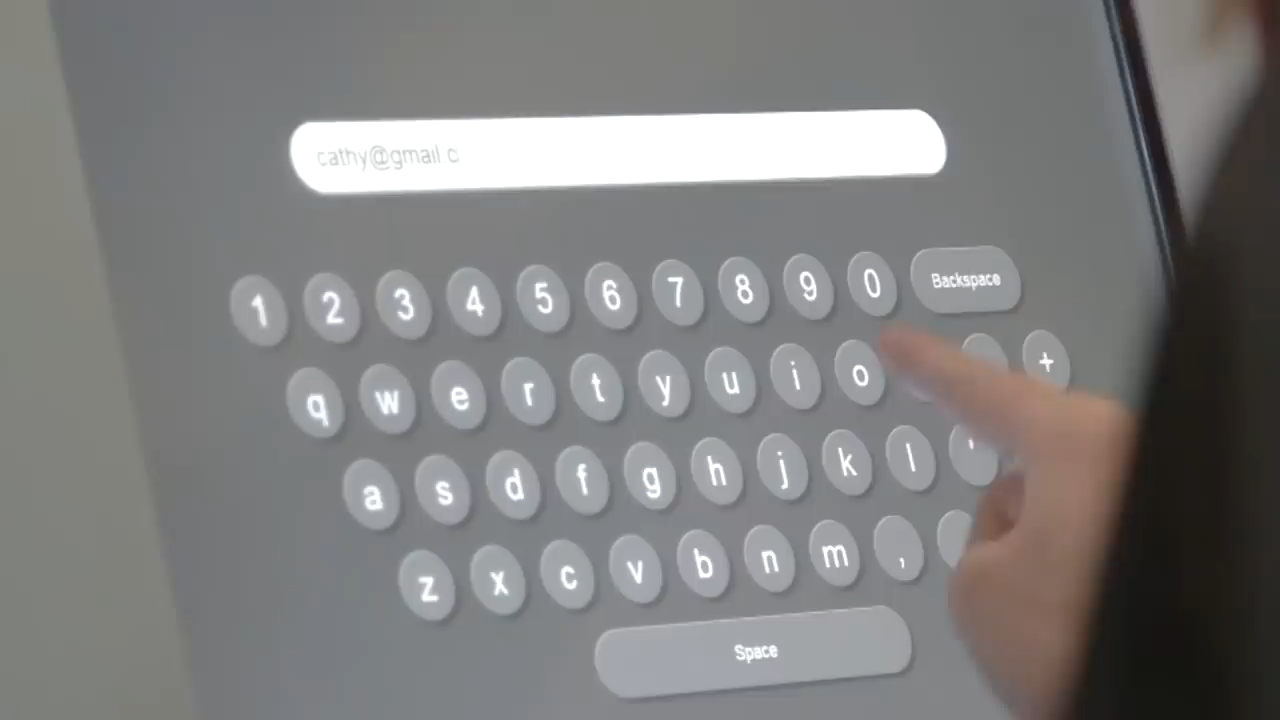 cathy@gmail.c
1 2 3 4 5 6 7 8 9 0 Backspace
q w e r t y u i o +
a s d f g h j k l '
z x c v b n m ,
Space